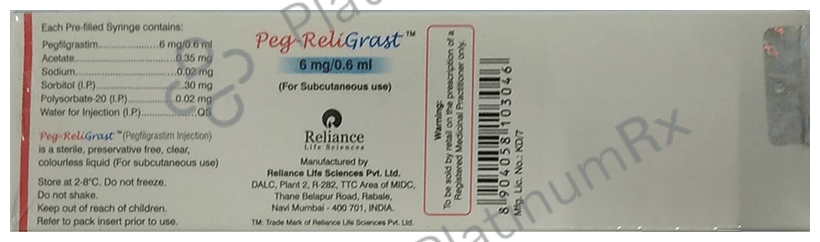 Each Pre-filled Syringe contains:
Pegfilgrastim....................6 mg/0.6 ml
Acetate..............................0.35 mg
Sodium..............................0.02 mg
Sorbitol (I.P.)........................30 mg
Polysorbate-20 (I.P.)..........0.02 mg
Water for Injection (I.P.)..........QS
Peg-ReliGrast™ (Pegfilgrastim Injection)
is a sterile, preservative free, clear,
colourless liquid (For subcutaneous use)
Store at 2-8°C. Do not freeze.
Do not shake.
Keep out of reach of children.
Refer to pack insert prior to use.
Peg-ReliGrast™
6 mg/0.6 ml
(For Subcutaneous use)
Reliance
Life Sciences
Manufactured by
Reliance Life Sciences Pvt. Ltd.
DALC, Plant 2, R-282, TTC Area of MIDC,
Thane Belapur Road, Rabale,
Navi Mumbai - 400 701, INDIA.
TM: Trade Mark of Reliance Life Sciences Pvt. Ltd.
Warning:
To be sold by retail on the prescription of a
Registered Medicinal Practitioner only.
8 904058 103046
Mfg. Lic. No.: KD/7
PlatinumRx